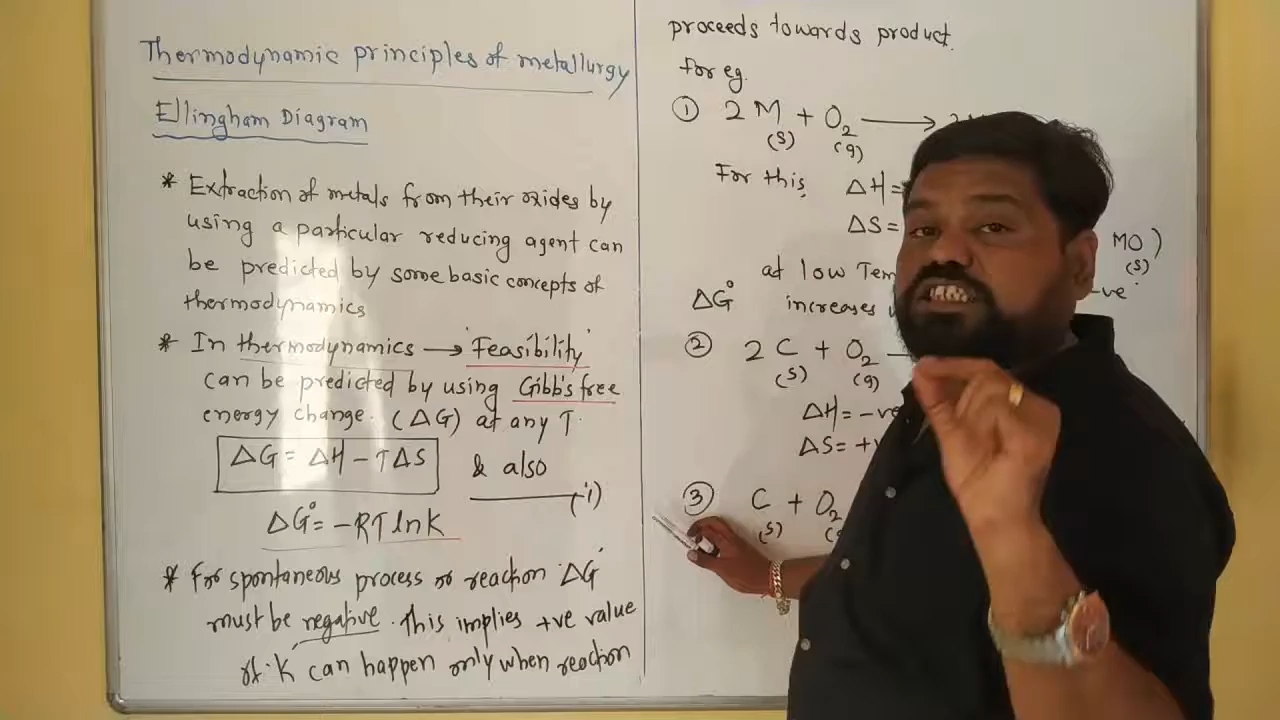 Thermodynamic principles of metallurgy
Ellingham Diagram
* Extraction of metals from their oxides by
using a particular reducing agent can
be predicted by some basic concepts of
thermodynamics
* In thermodynamics → 'Feasibility'
can be predicted by using Gibb's free
energy change. (ΔG) at any T.
ΔG = ΔH - TΔS & also
(1)
ΔG° = -RT ln K
* For spontaneous process or reaction ΔG°
must be negative. This implies +ve value
of 'K' can happen only when reaction
proceeds towards product.
for eg.
① 2 M + O₂ ⟶
(s) (g)
For this, ΔH =
ΔS = MO)
(s)
at low Tem -ve
ΔG° increases
② 2 C + O₂ →
(s) (g)
ΔH = -ve
ΔS = +v
③ C + O₂
(s) (g